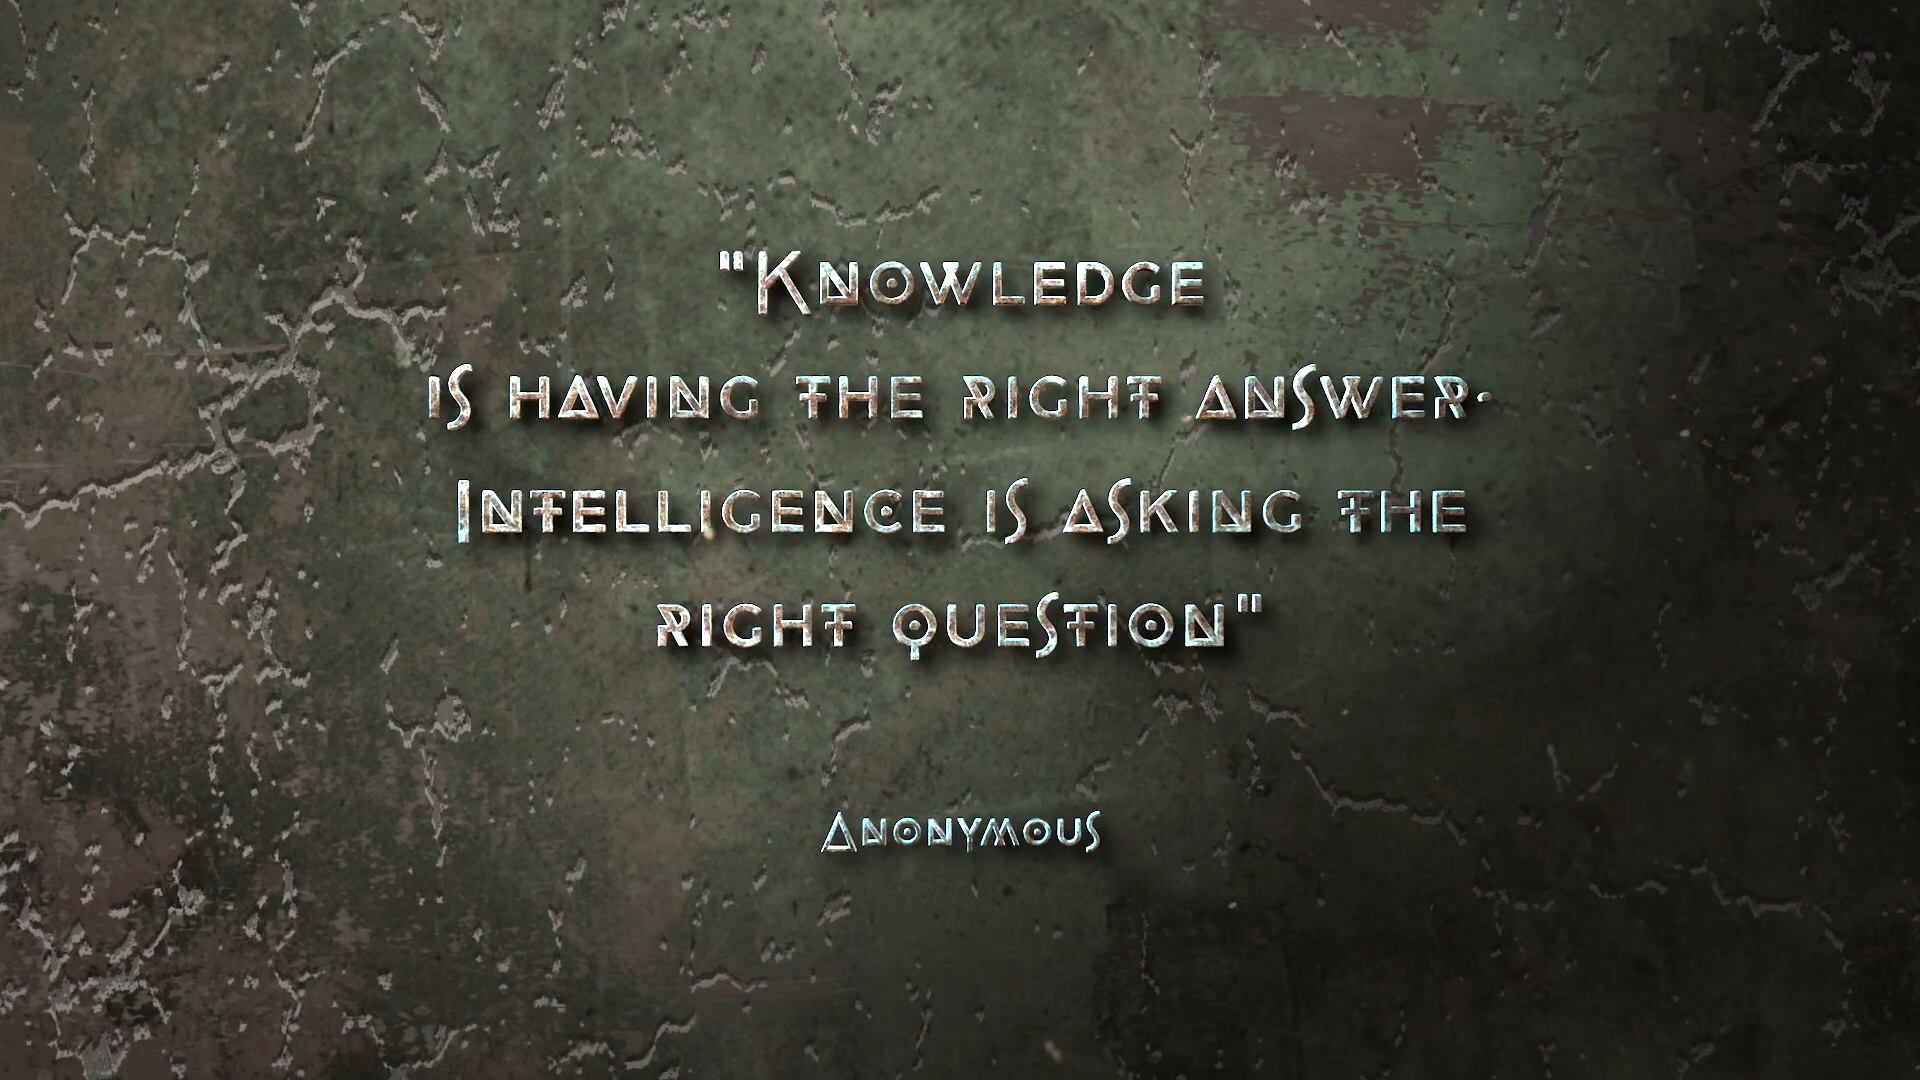 "Knowledge
is having the right answer.
Intelligence is asking the
right question"
Anonymous